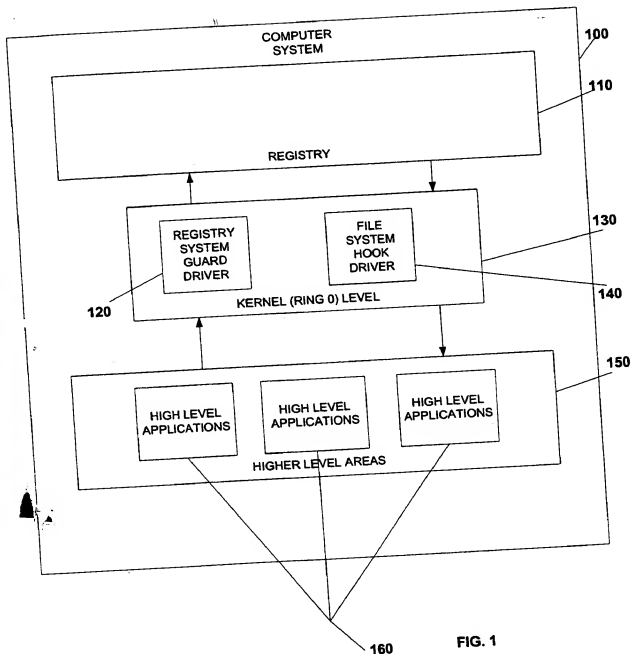 COMPUTER
SYSTEM
100
110
REGISTRY
REGISTRY
SYSTEM
GUARD
DRIVER
FILE
SYSTEM
HOOK
DRIVER
130
120
140
KERNEL (RING 0) LEVEL
150
HIGH LEVEL
APPLICATIONS
HIGH LEVEL
APPLICATIONS
HIGH LEVEL
APPLICATIONS
HIGHER LEVEL AREAS
160
FIG. 1